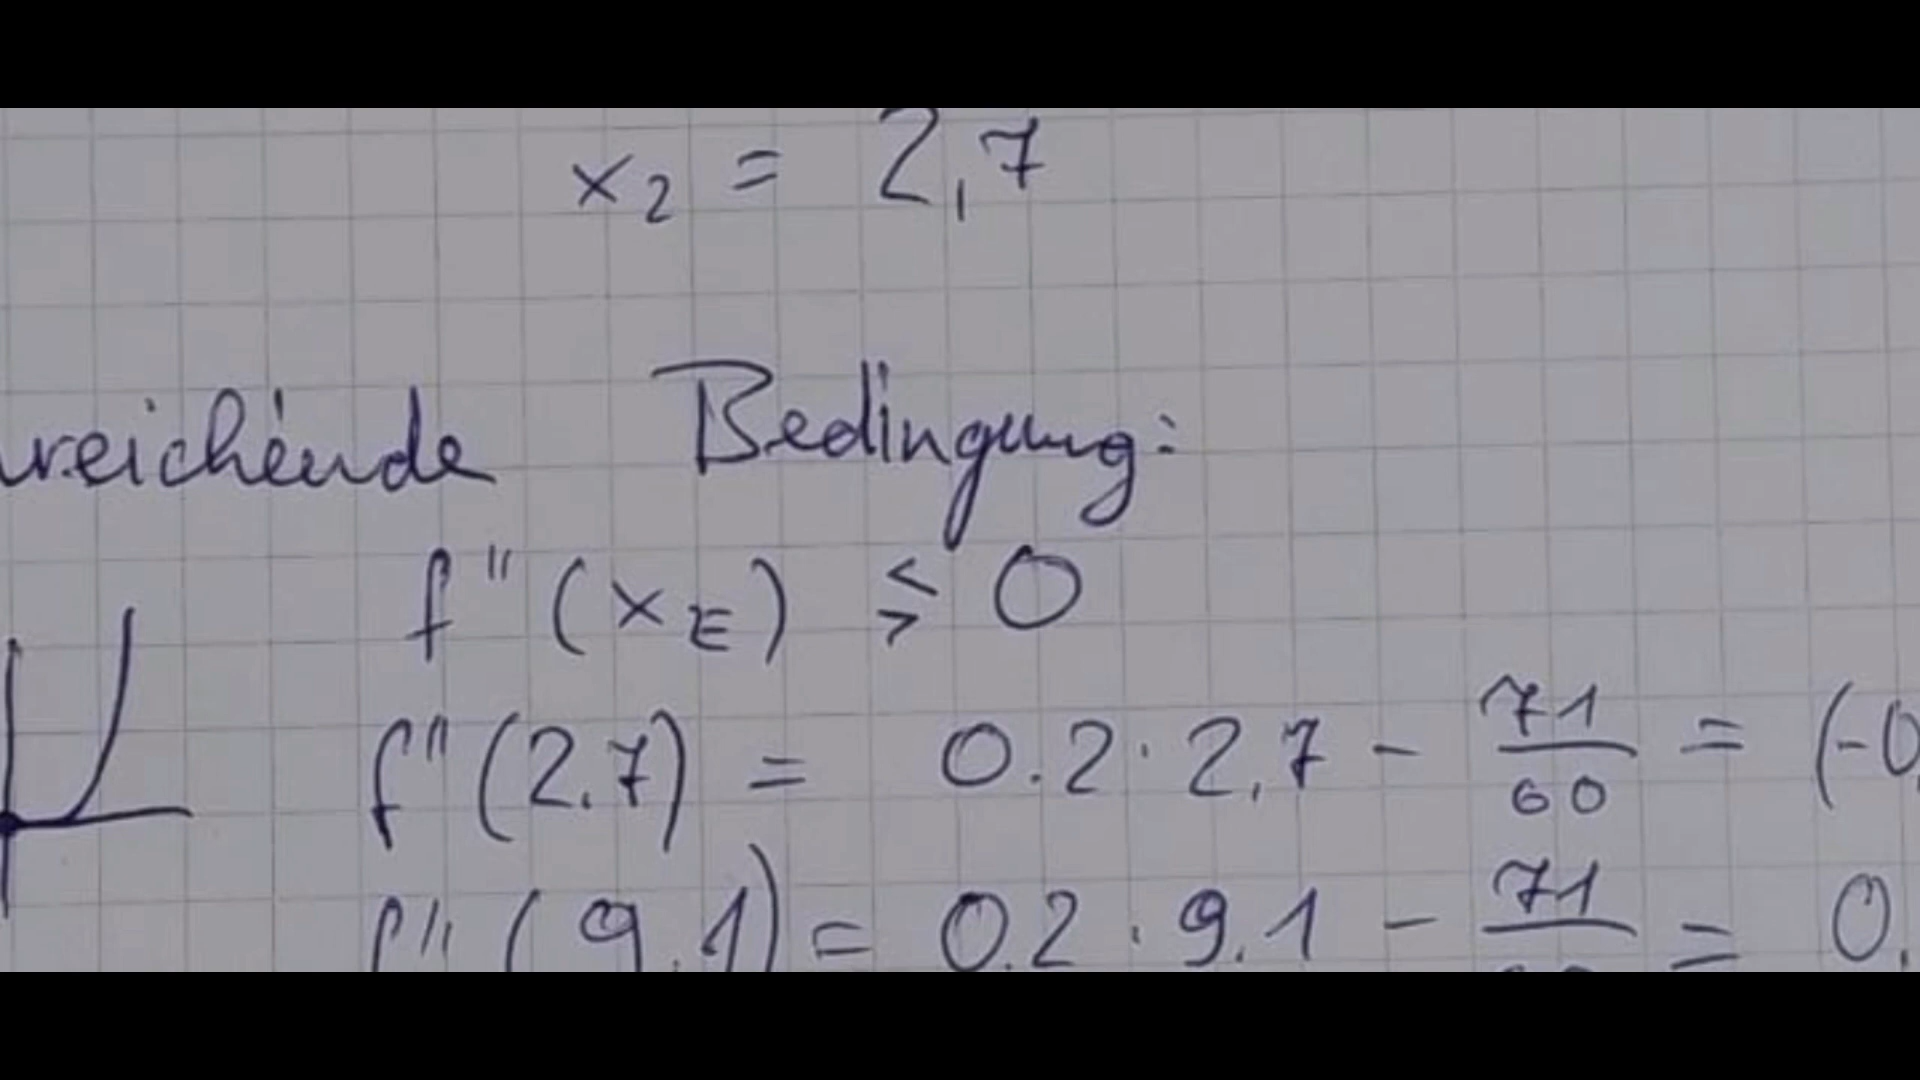 x₂ = 2,7
reichende Bedingung:
f''(x_E) ≶ 0
f''(2.7) = 0.2 · 2,7 - 71/60 = (-0
f''(9.1) = 0.2 · 9.1 - 71 = 0.